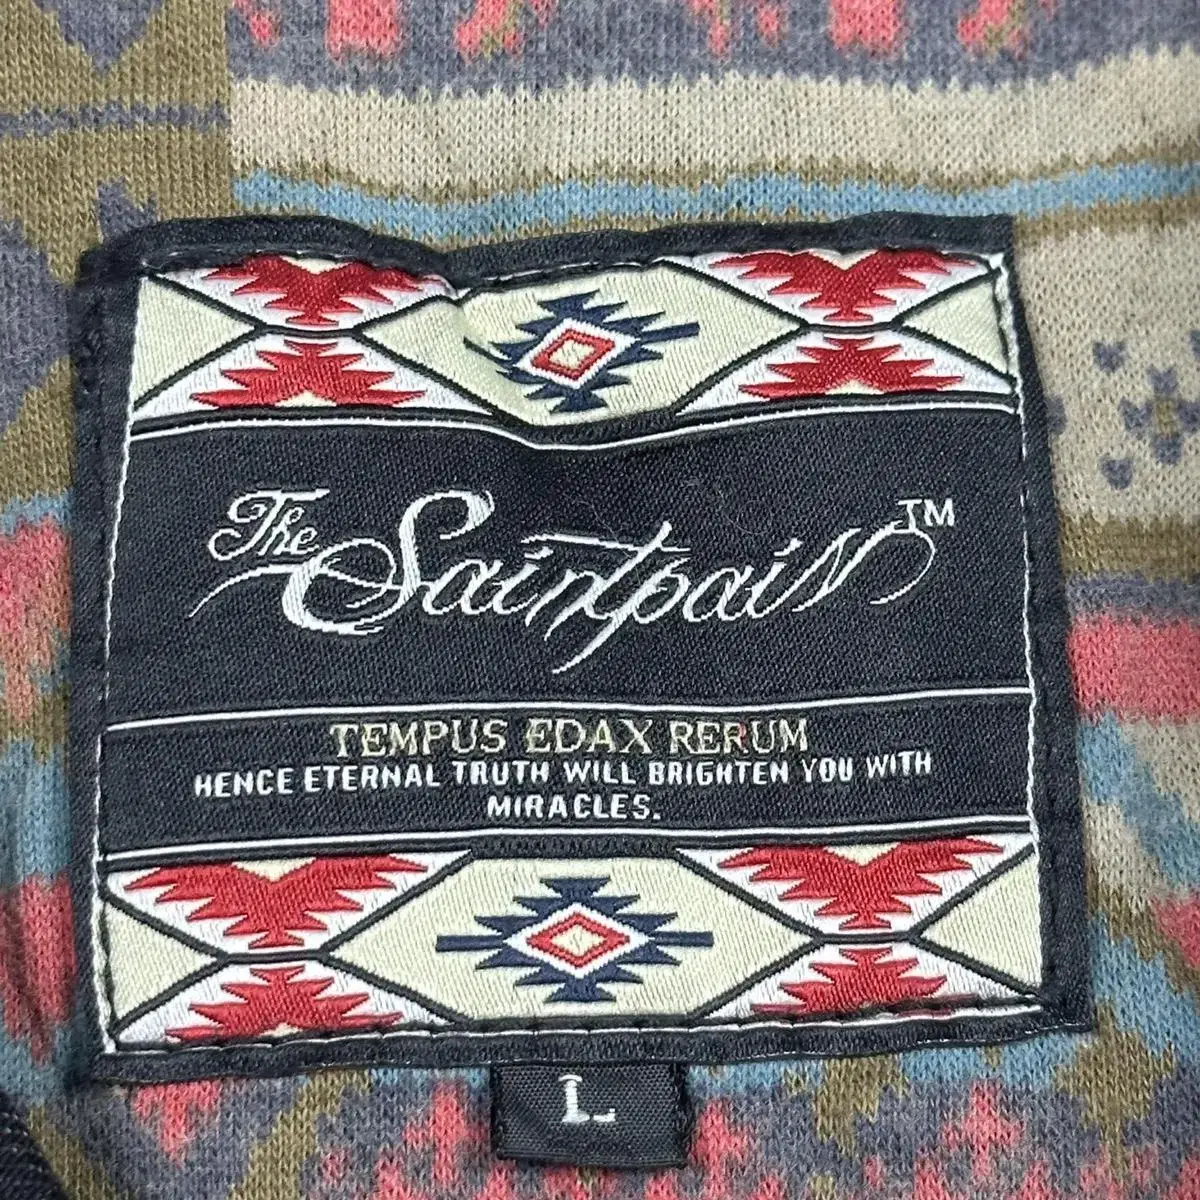 The SaintpaiN™
TEMPUS EDAX RERUM
HENCE ETERNAL TRUTH WILL BRIGHTEN YOU WITH
MIRACLES.
L